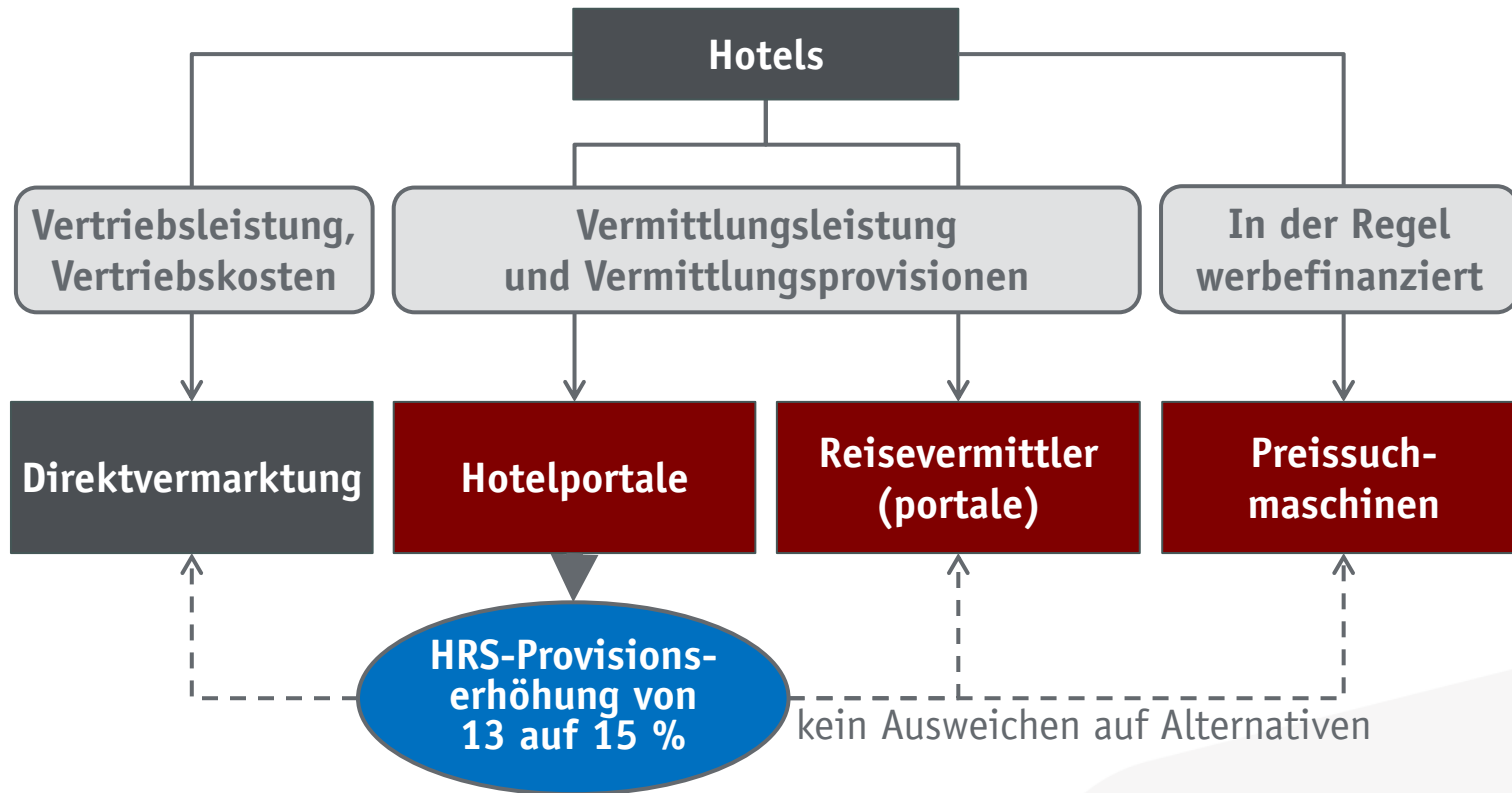 Hotels
Vertriebsleistung,
Vertriebskosten
Vermittlungsleistung
und Vermittlungsprovisionen
In der Regel
werbefinanziert
Direktvermarktung
Hotelportale
Reisevermittler
(portale)
Preissuch-
maschinen
HRS-Provisions-
erhöhung von
13 auf 15 %
kein Ausweichen auf Alternativen